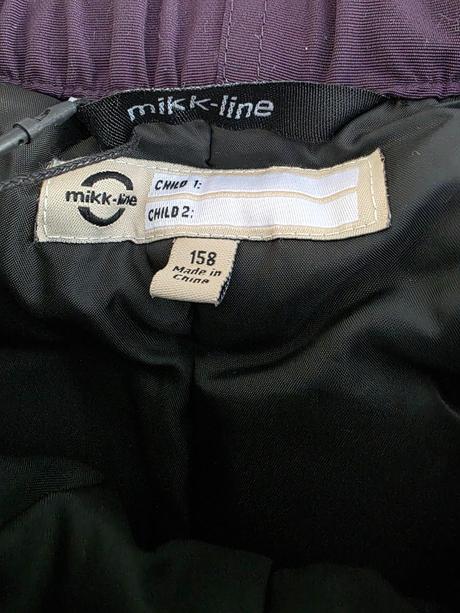 mikk-line
mikk-line
CHILD 1:
CHILD 2:
158
Made in
China